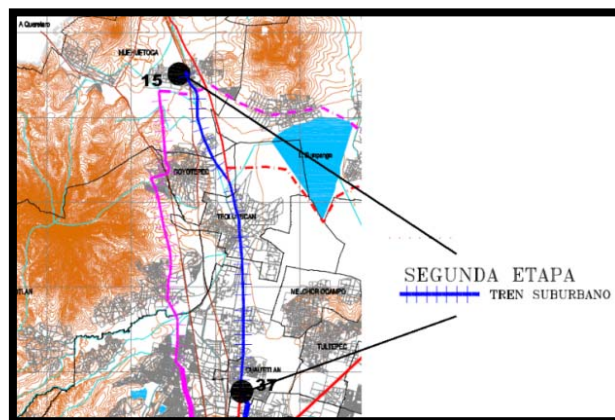 A Queretaro
HUEHUETOCA
15
COYOTEPEC
TEOLOYUCAN
SEGUNDA ETAPA
TREN SUBURBANO
MELCHOR OCAMPO
TULTEPEC
CUAUTITLAN
37